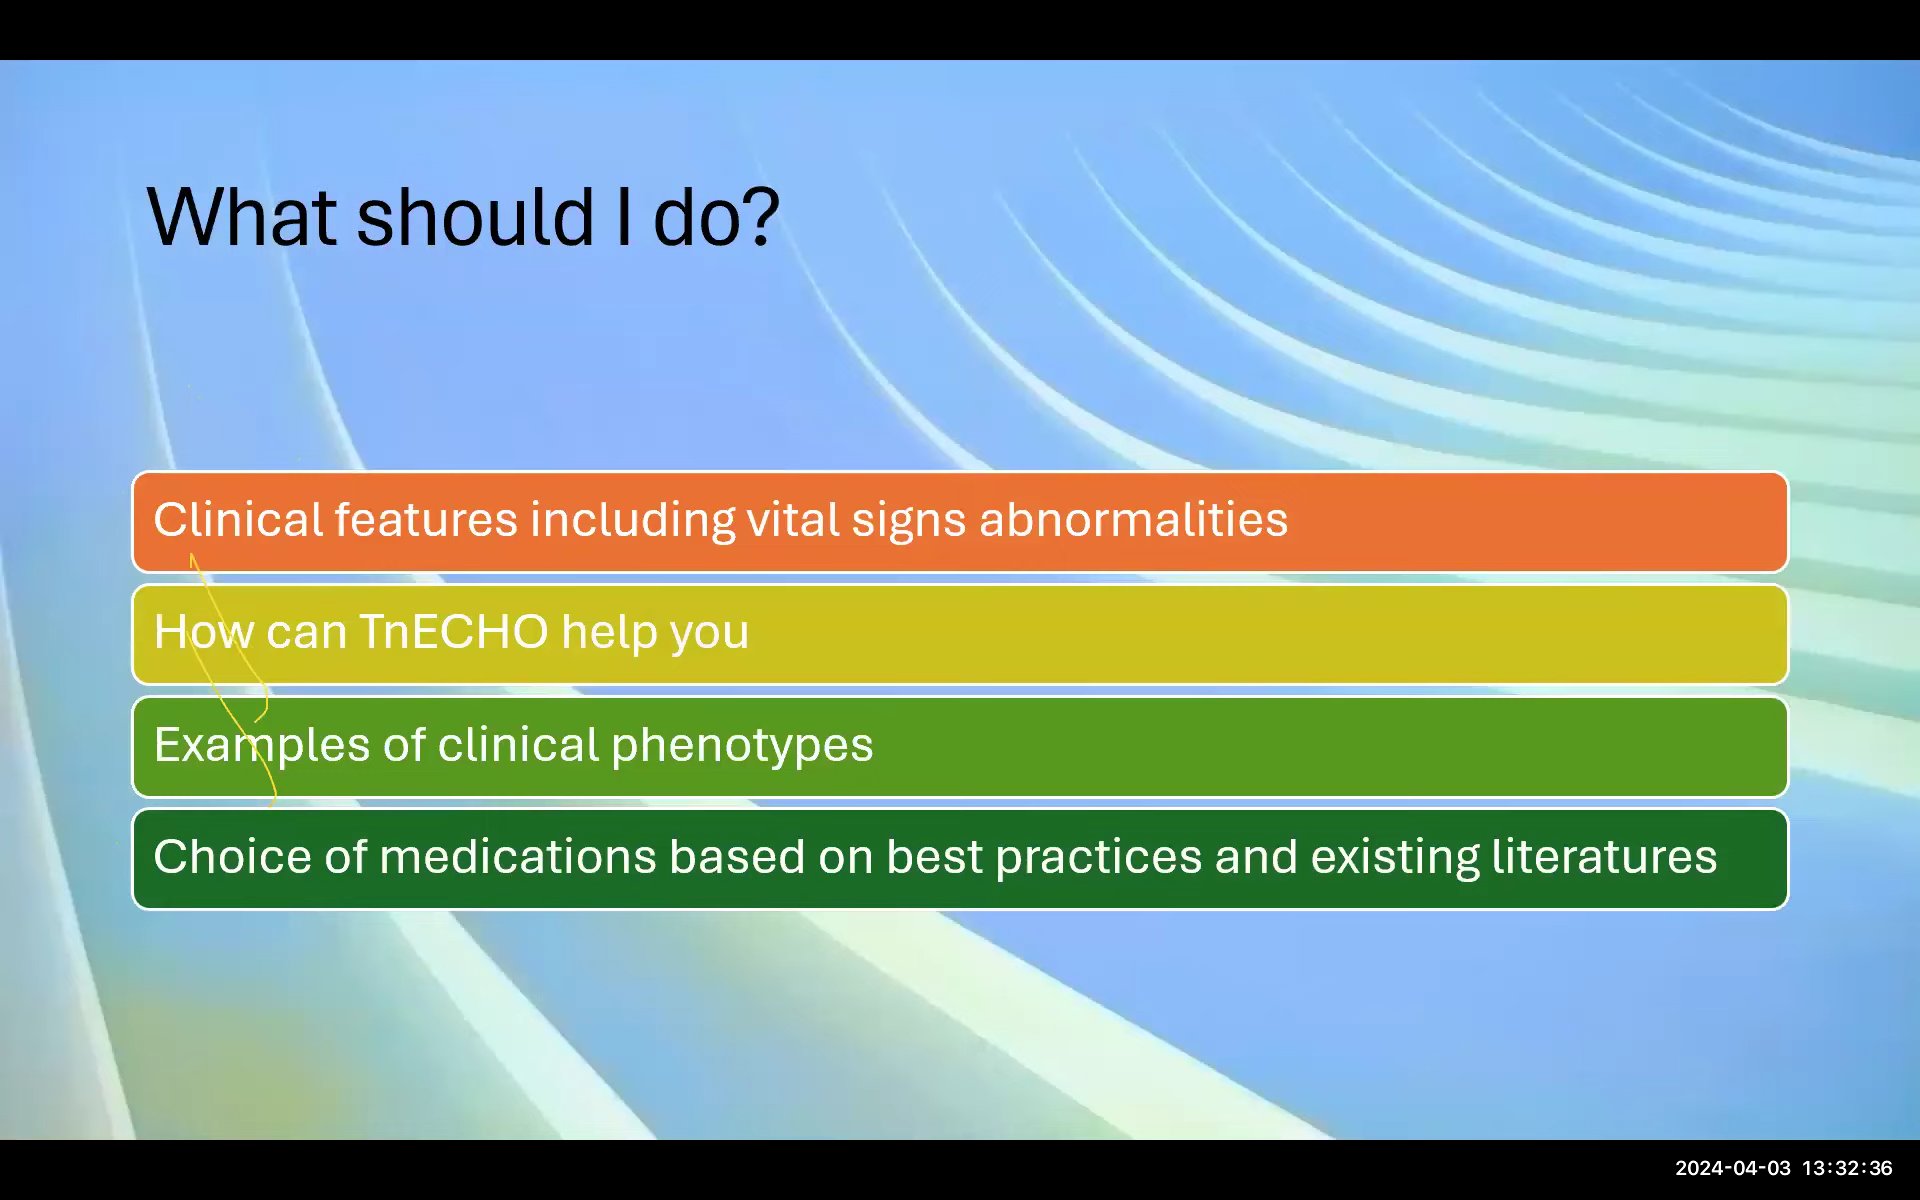 What should I do?
Clinical features including vital signs abnormalities
How can TnECHO help you
Examples of clinical phenotypes
Choice of medications based on best practices and existing literatures
2024-04-03 13:32:36